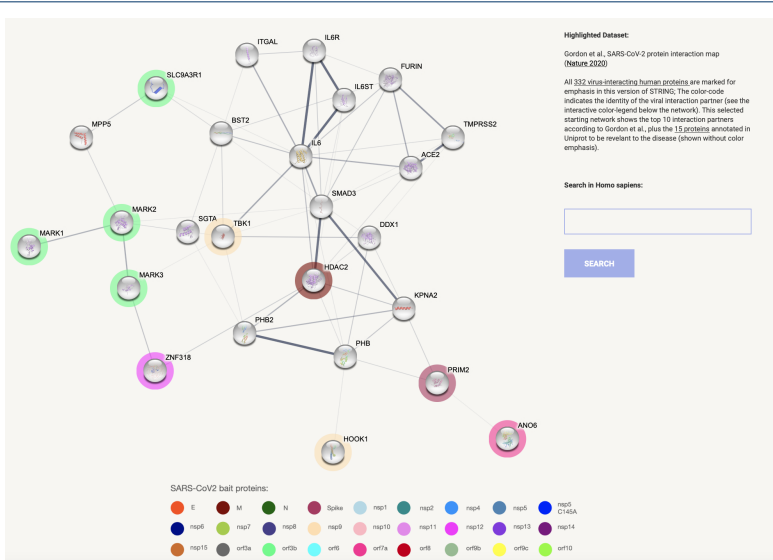 ITGAL
IL6R
SLC9A3R1
FURIN
IL6ST
MPP5
BST2
TMPRSS2
IL6
ACE2
SMAD3
MARK2
SGTA
TBK1
DDX1
MARK1
HDAC2
MARK3
KPNA2
PHB2
PHB
ZNF318
PRIM2
ANO6
HOOK1
Highlighted Dataset:
Gordon et al., SARS-CoV-2 protein interaction map
(Nature 2020)
All 332 virus-interacting human proteins are marked for
emphasis in this version of STRING; The color-code
indicates the identity of the viral interaction partner (see the
interactive color-legend below the network). This selected
starting network shows the top 10 interaction partners
according to Gordon et al., plus the 15 proteins annotated in
Uniprot to be revelant to the disease (shown without color
emphasis).
Search in Homo sapiens:
SEARCH
SARS-CoV2 bait proteins:
E M N Spike nsp1 nsp2 nsp4 nsp5 nsp5 C145A
nsp6 nsp7 nsp8 nsp9 nsp10 nsp11 nsp12 nsp13 nsp14
nsp15 orf3a orf3b orf6 orf7a orf8 orf9b orf9c orf10